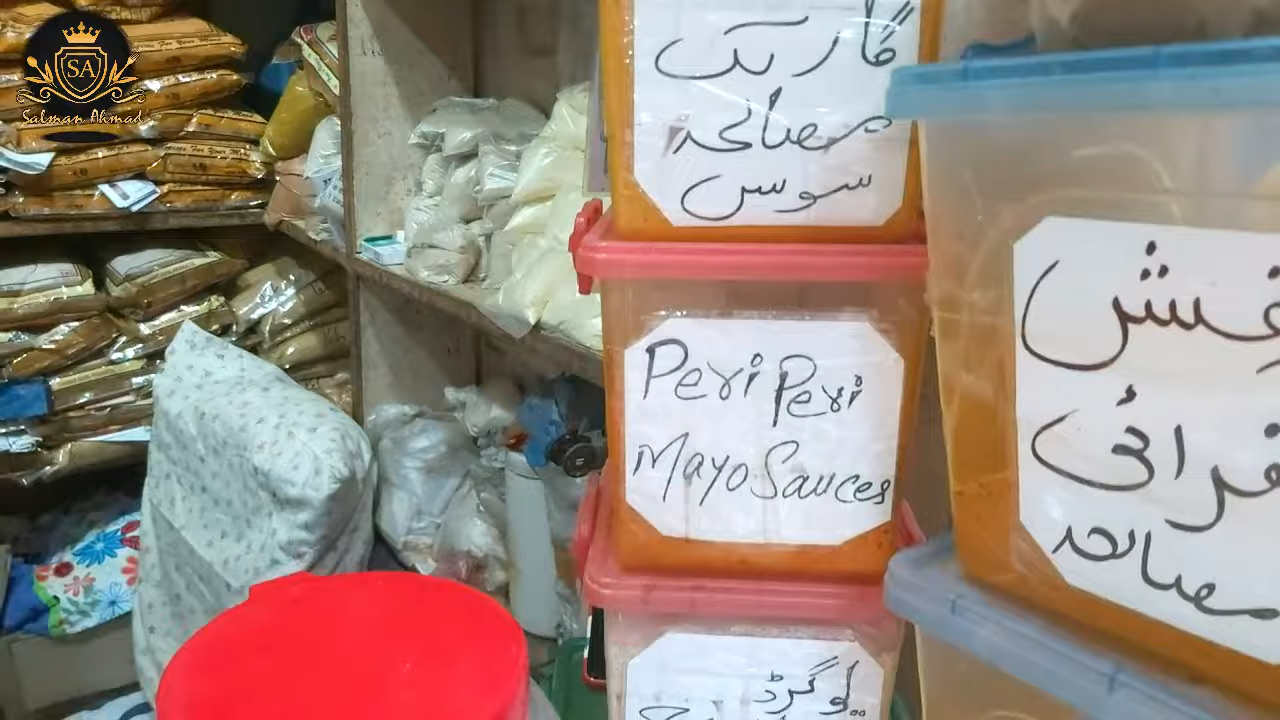 SA
Salman Ahmad
گارلک
مصالحہ
سوس
Peri Peri
Mayo Sauces
فش
فرائی
مصالحہ